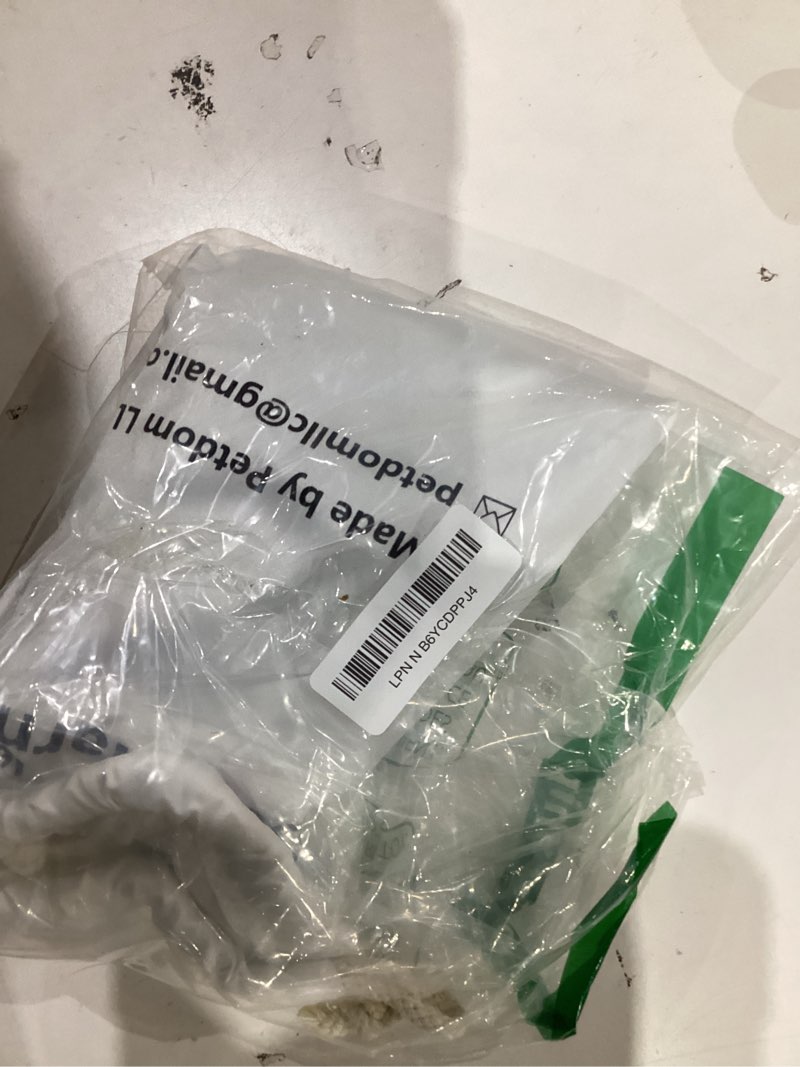 Made by Petdom Ll
petdomllc@gmail.c
LPN N B6YCDPPJ4